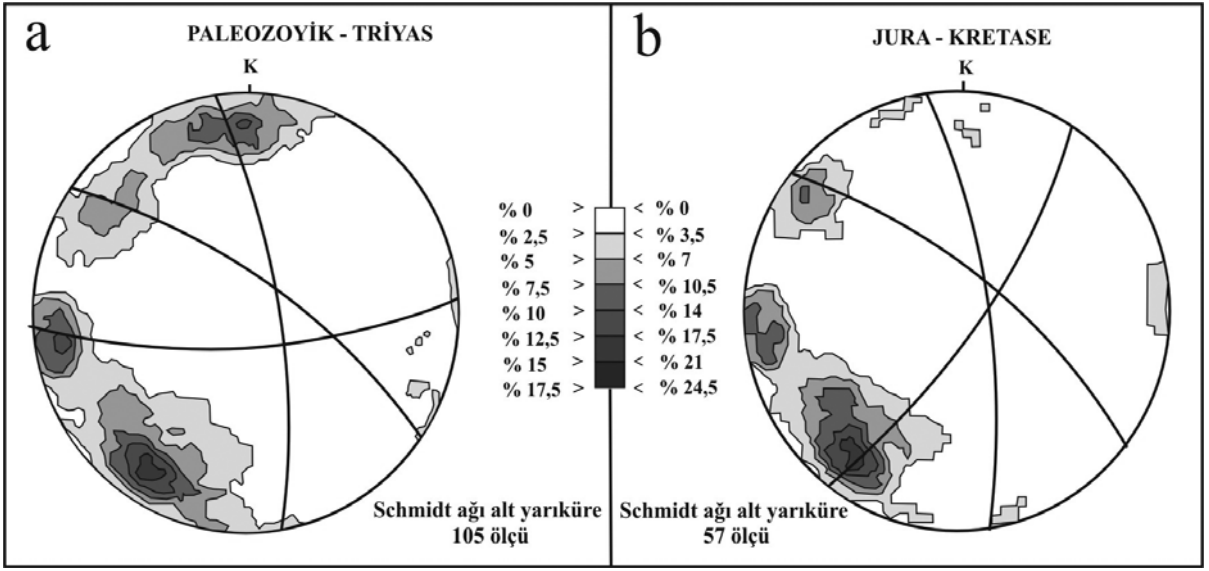 a
PALEOZOYİK - TRİYAS
K
Schmidt ağı alt yarıküre
105 ölçü
% 0 > < % 0
% 2,5 > < % 3,5
% 5 > < % 7
% 7,5 > < % 10,5
% 10 > < % 14
% 12,5 > < % 17,5
% 15 > < % 21
% 17,5 > < % 24,5
b
JURA - KRETASE
K
Schmidt ağı alt yarıküre
57 ölçü